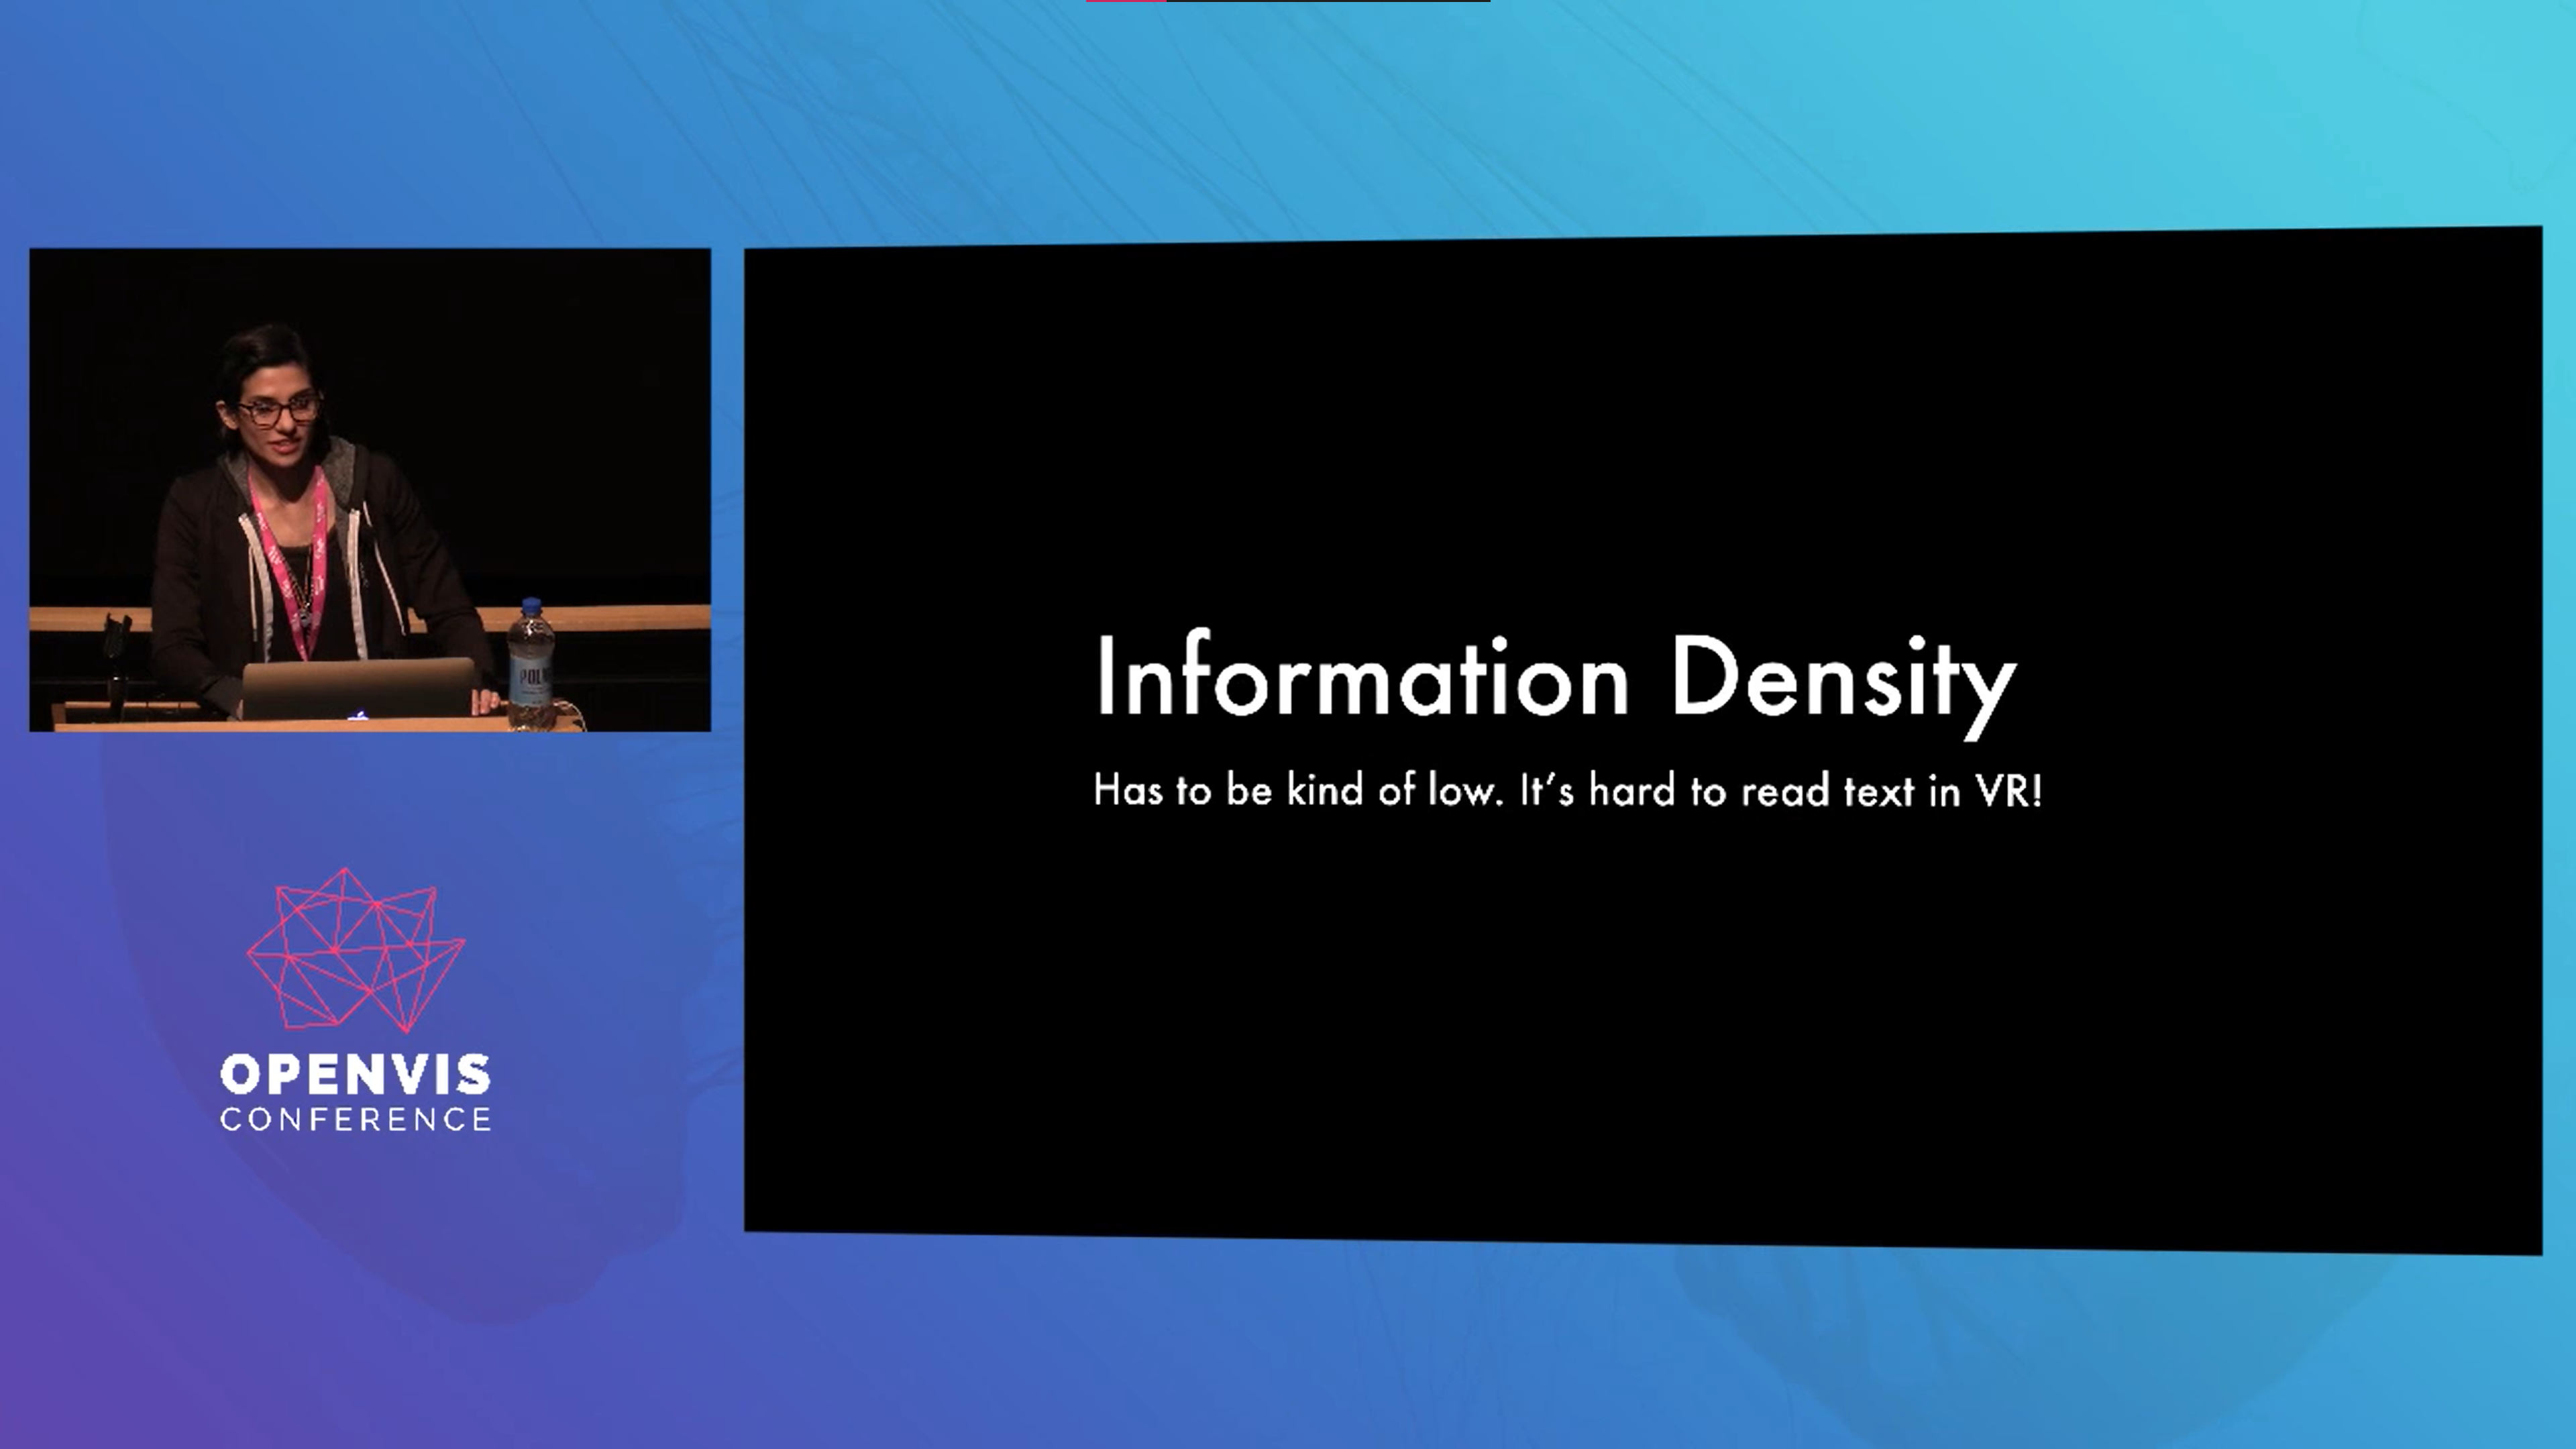 Information Density
Has to be kind of low. It's hard to read text in VR!
OPENVIS
CONFERENCE